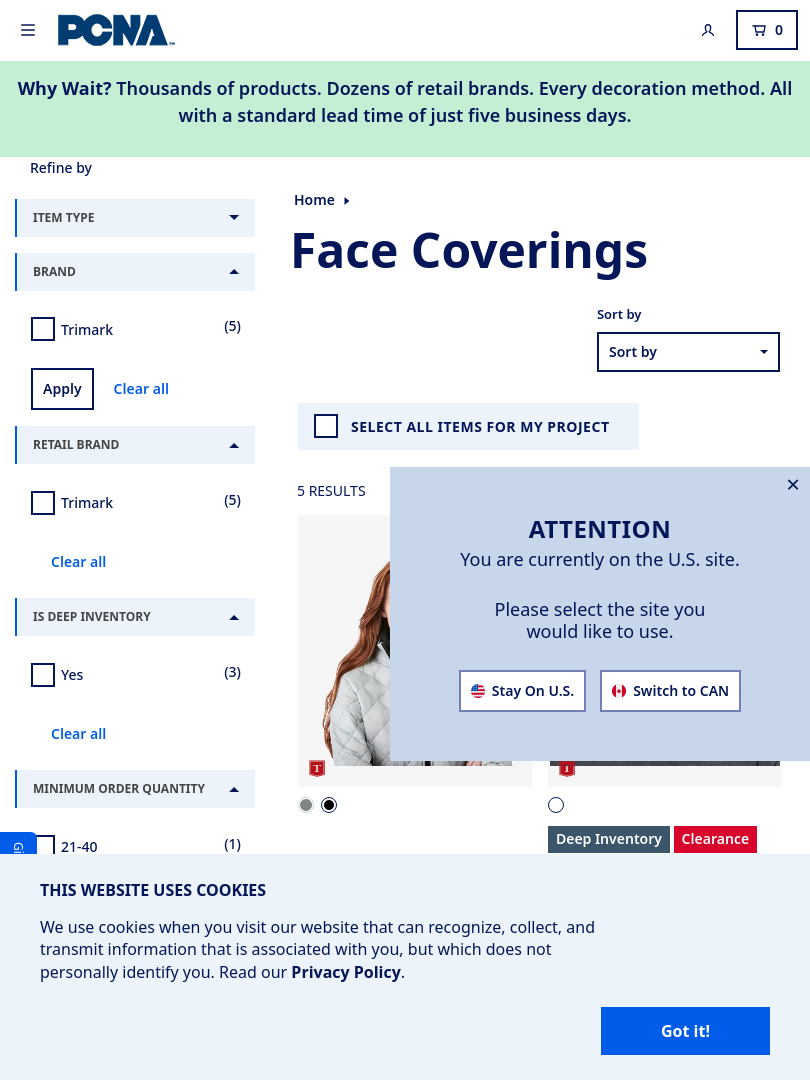 PCNA
0
Why Wait? Thousands of products. Dozens of retail brands. Every decoration method. All
with a standard lead time of just five business days.
Refine by
ITEM TYPE
BRAND
Trimark
(5)
Apply
Clear all
RETAIL BRAND
Trimark
(5)
Clear all
IS DEEP INVENTORY
Yes
(3)
Clear all
MINIMUM ORDER QUANTITY
21-40
(1)
Home
Face Coverings
Sort by
Sort by
SELECT ALL ITEMS FOR MY PROJECT
5 RESULTS
T
T
Deep Inventory
Clearance
ATTENTION
You are currently on the U.S. site.
Please select the site you
would like to use.
Stay On U.S.
Switch to CAN
THIS WEBSITE USES COOKIES
We use cookies when you visit our website that can recognize, collect, and
transmit information that is associated with you, but which does not
personally identify you. Read our Privacy Policy.
Got it!